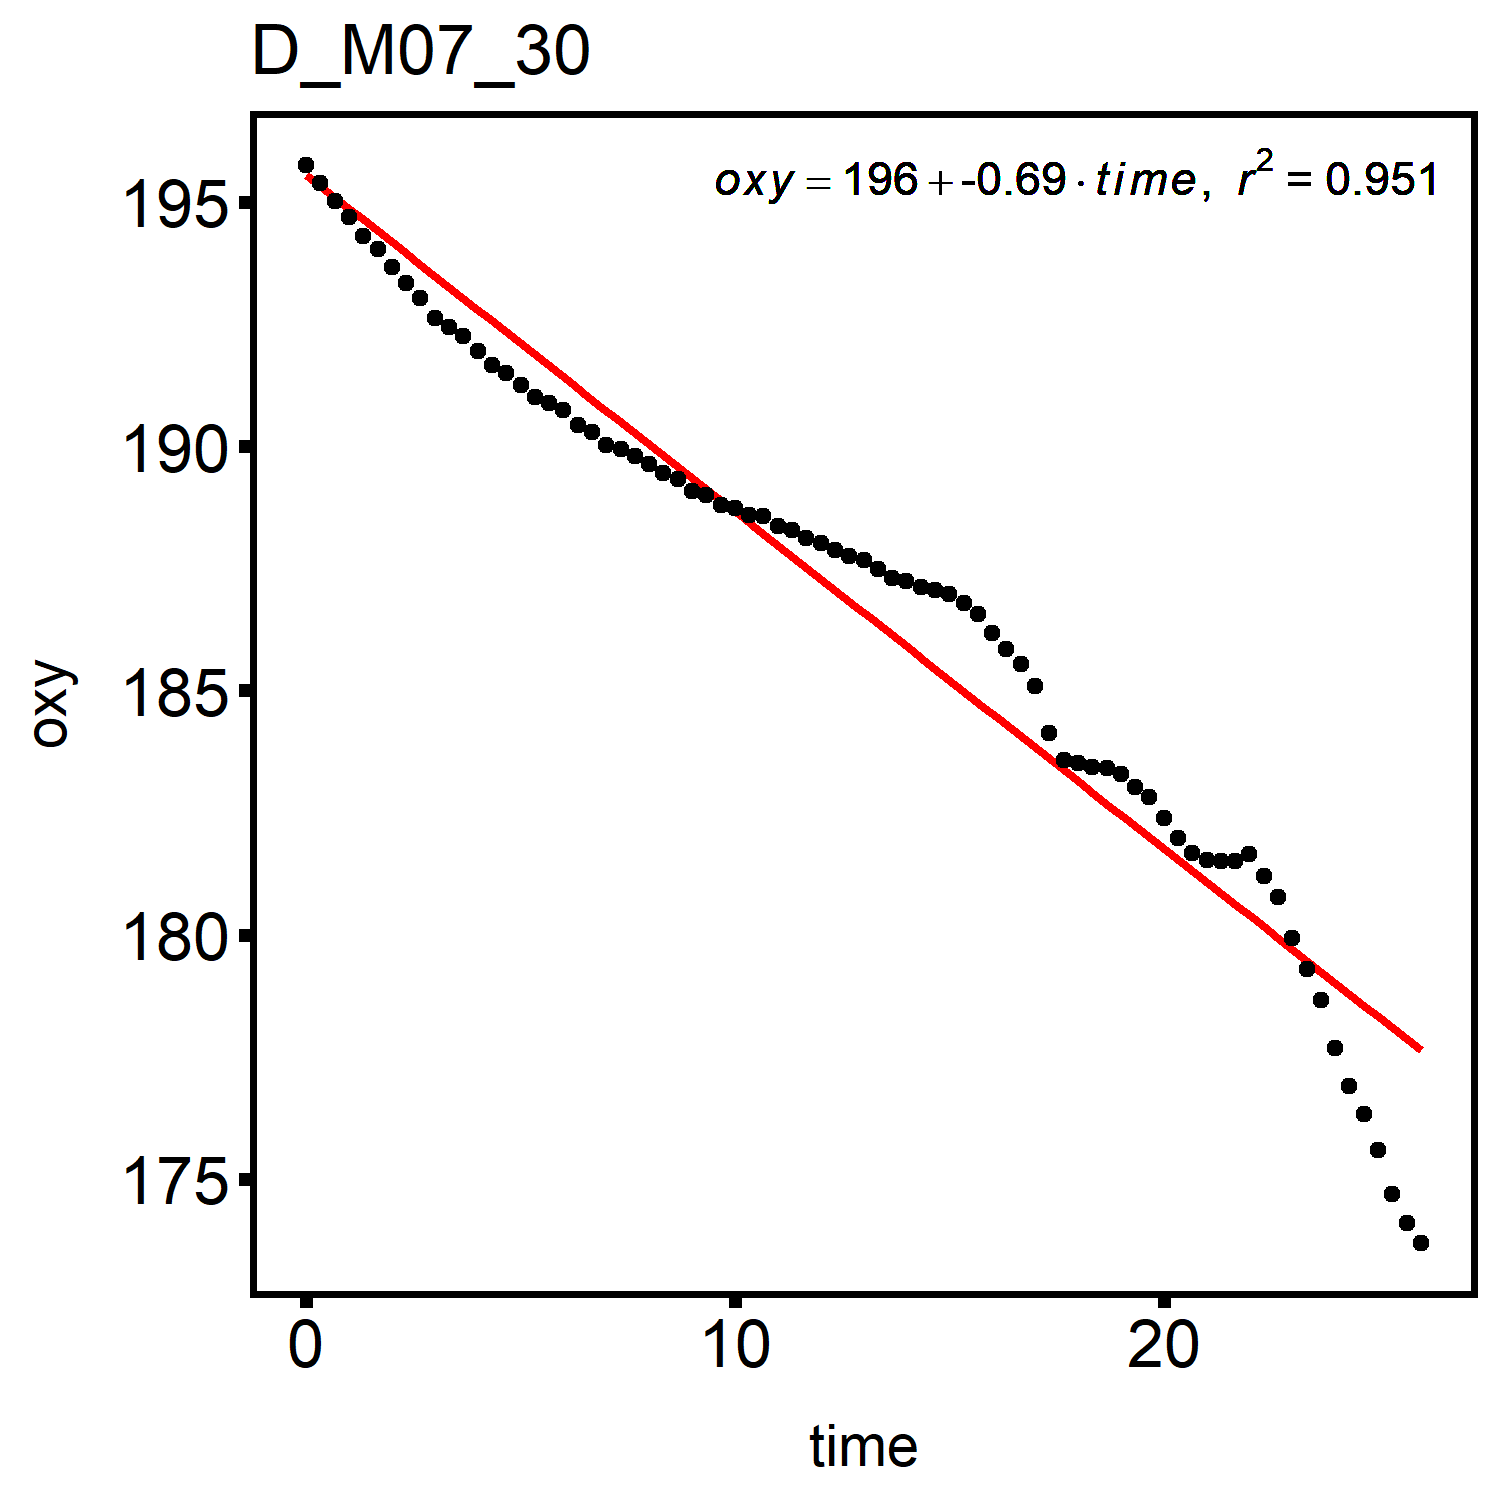 D_M07_30
oxy = 196 + -0.69 · time, r² = 0.951
195
190
185
180
175
oxy
0 10 20
time